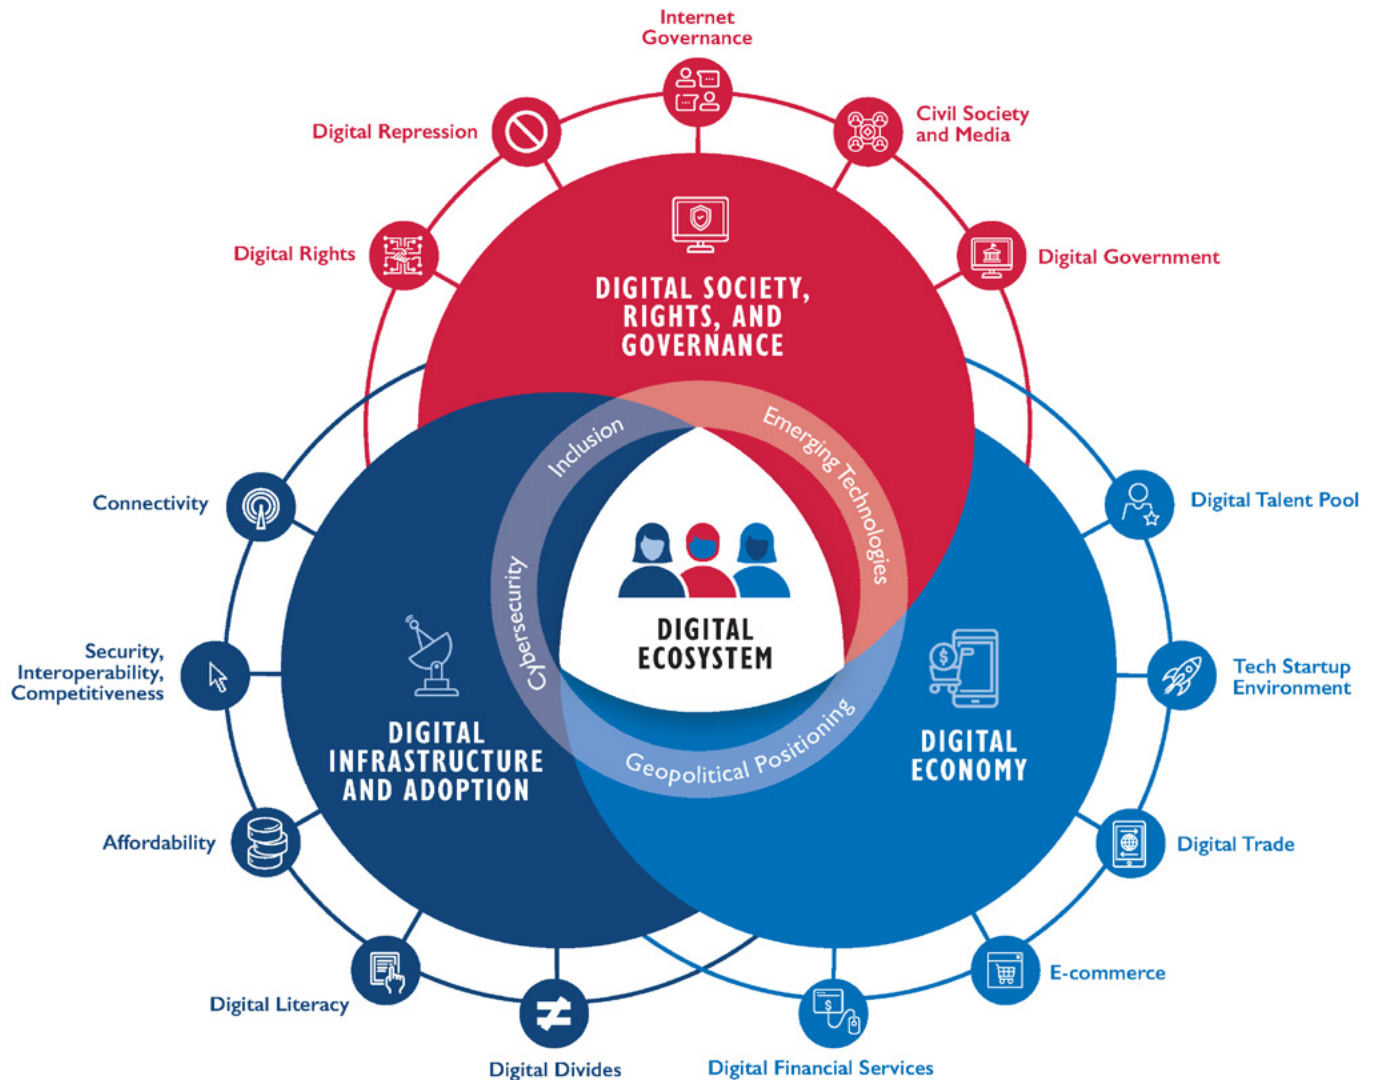 Internet
Governance
Digital Repression
Civil Society
and Media
Digital Rights
Digital Government
DIGITAL SOCIETY,
RIGHTS, AND
GOVERNANCE
Inclusion
Emerging Technologies
Cybersecurity
Geopolitical Positioning
DIGITAL
ECOSYSTEM
Connectivity
Security,
Interoperability,
Competitiveness
Affordability
Digital Literacy
Digital Divides
DIGITAL
INFRASTRUCTURE
AND ADOPTION
DIGITAL
ECONOMY
$
Digital Talent Pool
Tech Startup
Environment
Digital Trade
E-commerce
$
Digital Financial Services